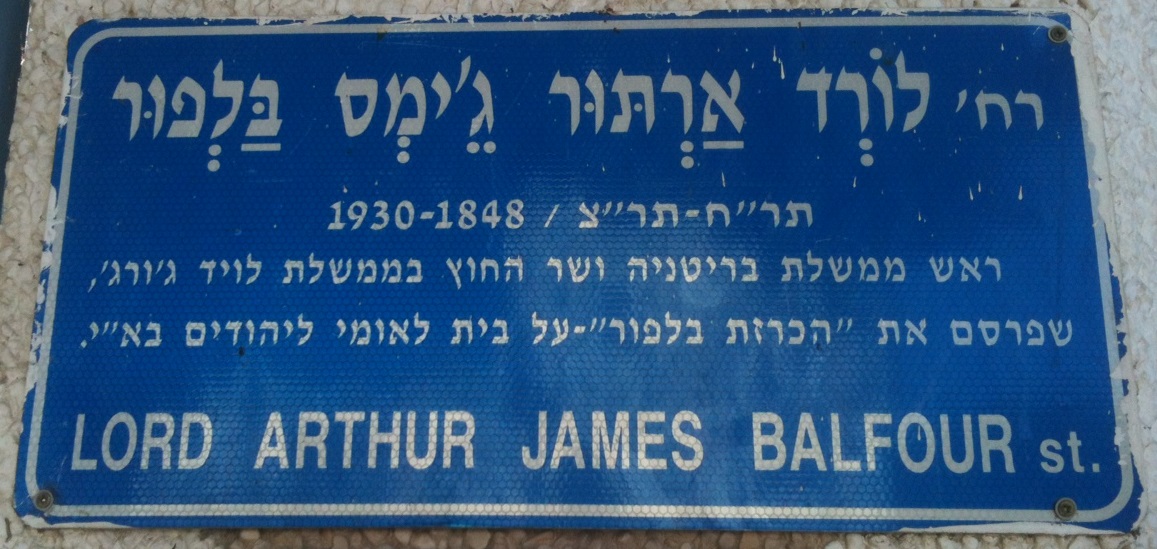 רח׳ לוֹרְד אַרְתּוּר גֵ׳יְמְס בַּלְפוּר
תר״ח-תר״צ / 1848-1930
ראש ממשלת בריטניה ושר החוץ בממשלת לויד ג׳ורג׳,
שפרסם את ״הכרזת בלפור״-על בית לאומי ליהודים בא״י.
LORD ARTHUR JAMES BALFOUR st.